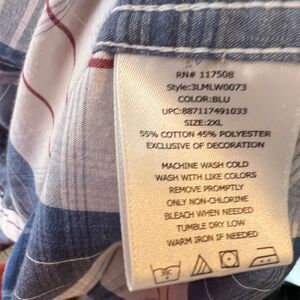 RN# 117508
Style:3LMLW0073
COLOR:BLU
UPC:887117491033
SIZE:2XL
55% COTTON 45% POLYESTER
EXCLUSIVE OF DECORATION
MACHINE WASH COLD
WASH WITH LIKE COLORS
REMOVE PROMPTLY
ONLY NON-CHLORINE
BLEACH WHEN NEEDED
TUMBLE DRY LOW
WARM IRON IF NEEDED